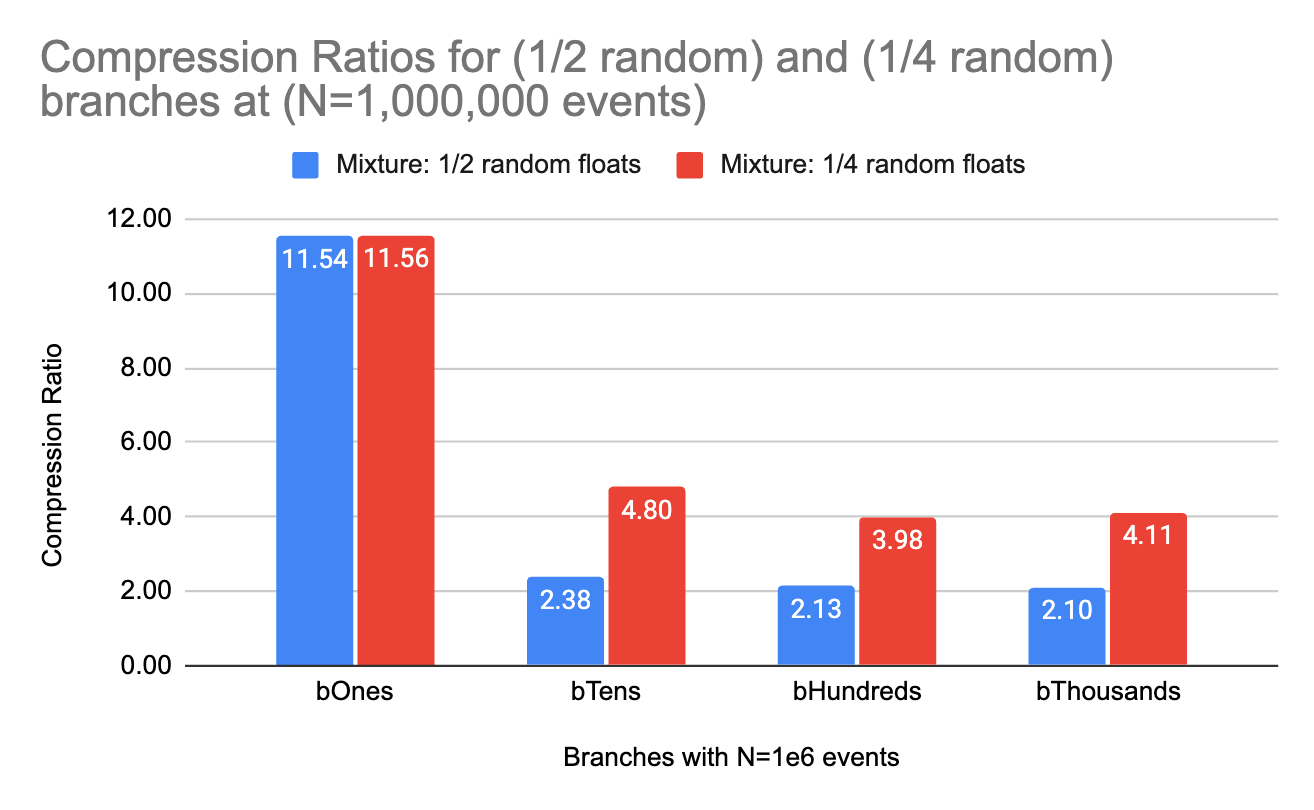 Compression Ratios for (1/2 random) and (1/4 random)
branches at (N=1,000,000 events)
Mixture: 1/2 random floats
Mixture: 1/4 random floats
12.00
10.00
8.00
6.00
4.00
2.00
0.00
Compression Ratio
11.54
11.56
2.38
4.80
2.13
3.98
2.10
4.11
bOnes
bTens
bHundreds
bThousands
Branches with N=1e6 events